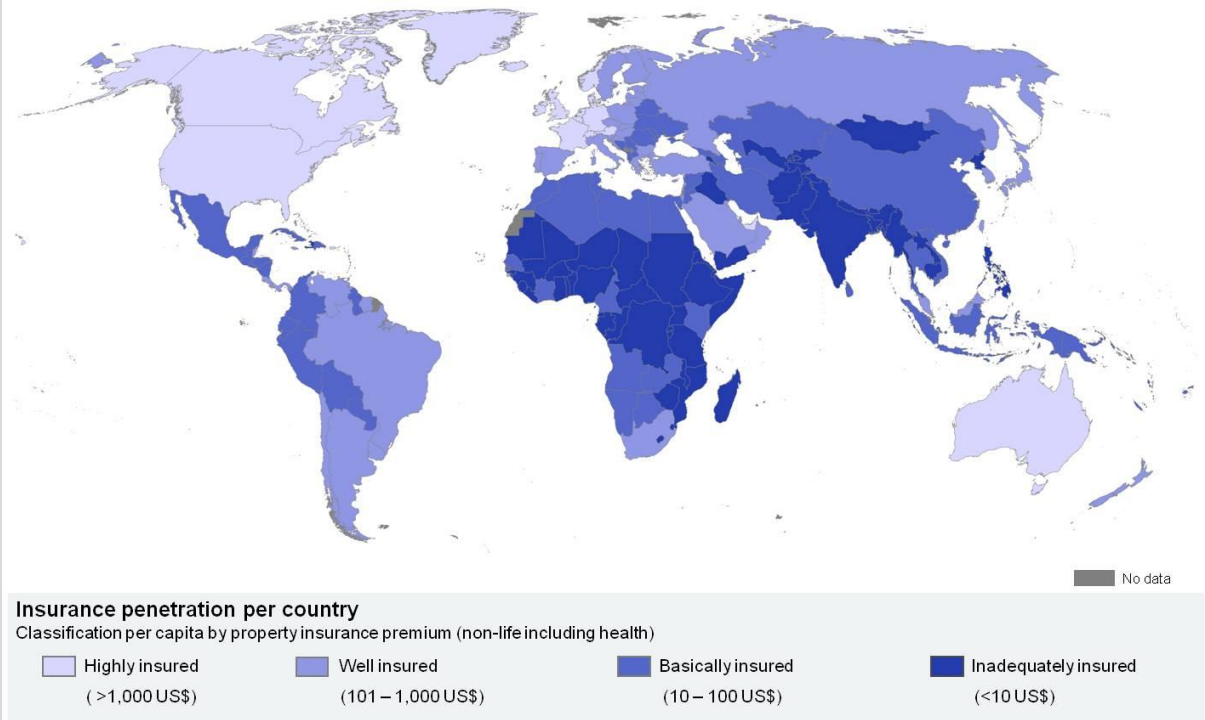 No data
Insurance penetration per country
Classification per capita by property insurance premium (non-life including health)
Highly insured
Well insured
Basically insured
Inadequately insured
( >1,000 US$)
(101 – 1,000 US$)
(10 – 100 US$)
(<10 US$)